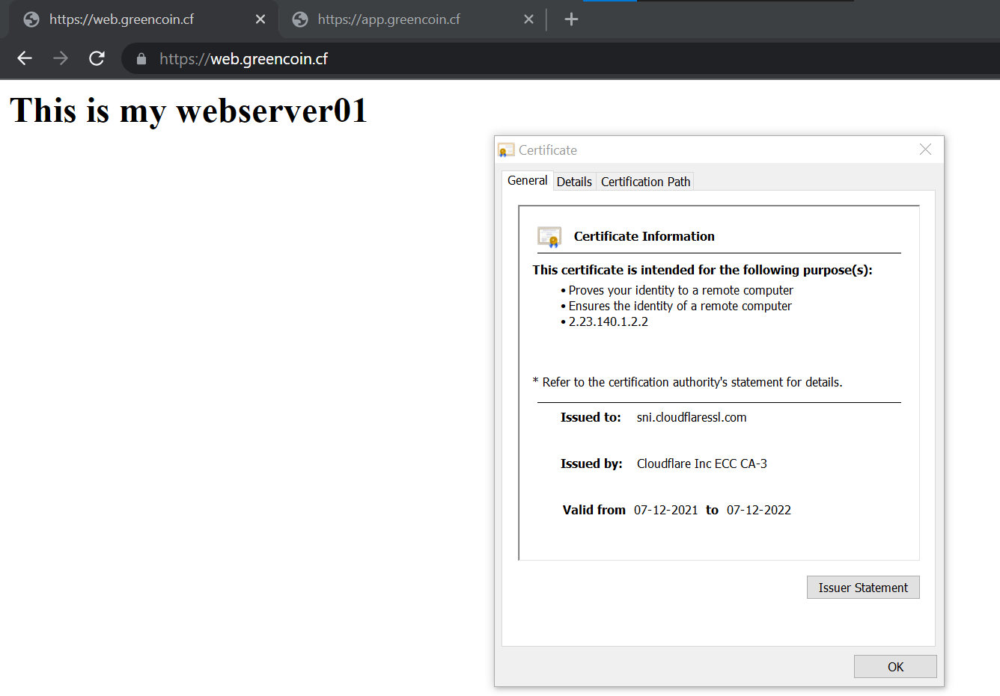 https://web.greencoin.cf https://app.greencoin.cf
https://web.greencoin.cf
This is my webserver01
Certificate
General Details Certification Path
Certificate Information
This certificate is intended for the following purpose(s):
• Proves your identity to a remote computer
• Ensures the identity of a remote computer
• 2.23.140.1.2.2
* Refer to the certification authority's statement for details.
Issued to: sni.cloudflaressl.com
Issued by: Cloudflare Inc ECC CA-3
Valid from 07-12-2021 to 07-12-2022
Issuer Statement
OK